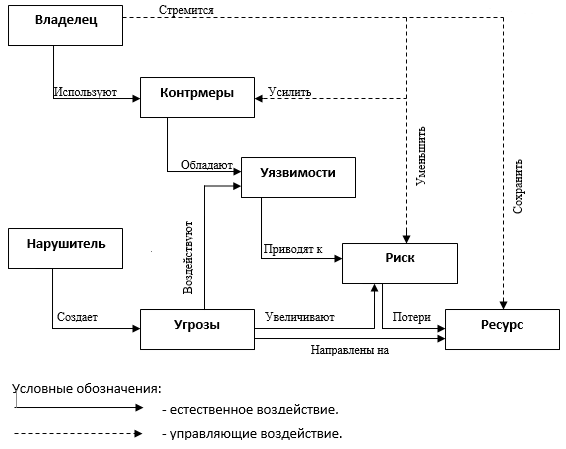 Владелец
Стремится
Используют
Контрмеры
Усилить
Обладают
Уязвимости
Уменьшить
Сохранить
Воздействуют
Нарушитель
Приводят к
Риск
Создает
Угрозы
Увеличивают
Потери
Ресурс
Направлены на
Условные обозначения:
- естественное воздействие.
- управляющие воздействие.